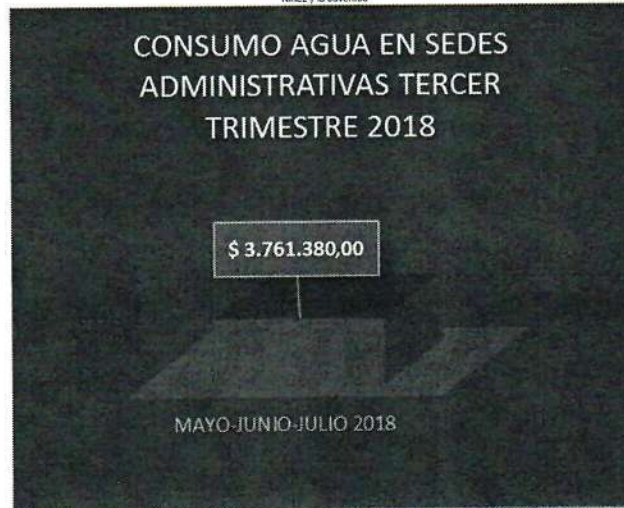 CONSUMO AGUA EN SEDES
ADMINISTRATIVAS TERCER
TRIMESTRE 2018
$ 3.761.380,00
MAYO-JUNIO-JULIO 2018